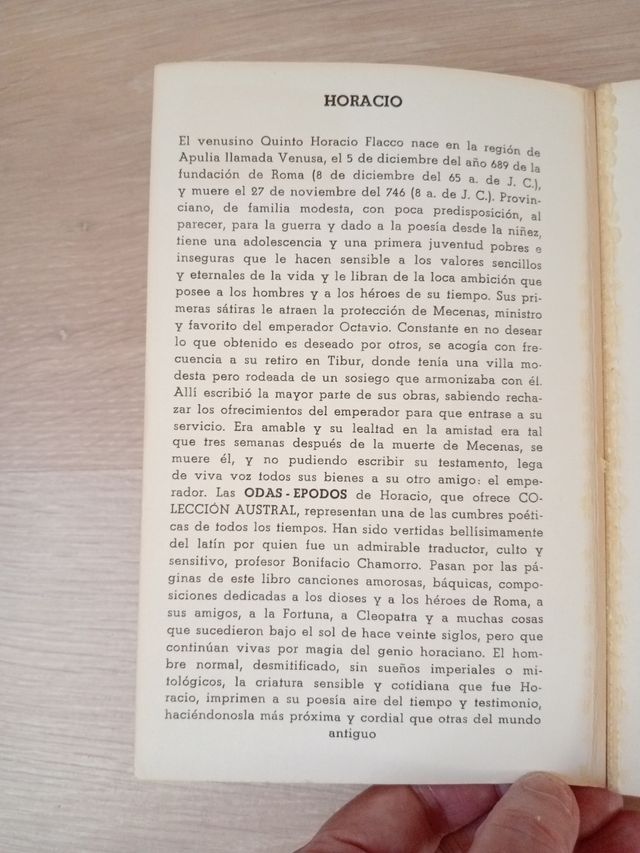 HORACIO
El venusino Quinto Horacio Flacco nace en la región de
Apulia llamada Venusa, el 5 de diciembre del año 689 de la
fundación de Roma (8 de diciembre del 65 a. de J. C.),
y muere el 27 de noviembre del 746 (8 a. de J. C.). Provin-
ciano, de familia modesta, con poca predisposición, al
parecer, para la guerra y dado a la poesía desde la niñez,
tiene una adolescencia y una primera juventud pobres e
inseguras que le hacen sensible a los valores sencillos
y eternales de la vida y le libran de la loca ambición que
posee a los hombres y a los héroes de su tiempo. Sus pri-
meras sátiras le atraen la protección de Mecenas, ministro
y favorito del emperador Octavio. Constante en no desear
lo que obtenido es deseado por otros, se acogía con fre-
cuencia a su retiro en Tibur, donde tenía una villa mo-
desta pero rodeada de un sosiego que armonizaba con él.
Allí escribió la mayor parte de sus obras, sabiendo recha-
zar los ofrecimientos del emperador para que entrase a su
servicio. Era amable y su lealtad en la amistad era tal
que tres semanas después de la muerte de Mecenas, se
muere él, y no pudiendo escribir su testamento, lega
de viva voz todos sus bienes a su otro amigo: el empe-
rador. Las ODAS - EPODOS de Horacio, que ofrece CO-
LECCIÓN AUSTRAL, representan una de las cumbres poéti-
cas de todos los tiempos. Han sido vertidas bellísimamente
del latín por quien fue un admirable traductor, culto y
sensitivo, profesor Bonifacio Chamorro. Pasan por las pá-
ginas de este libro canciones amorosas, báquicas, compo-
siciones dedicadas a los dioses y a los héroes de Roma, a
sus amigos, a la Fortuna, a Cleopatra y a muchas cosas
que sucedieron bajo el sol de hace veinte siglos, pero que
continúan vivas por magia del genio horaciano. El hom-
bre normal, desmitificado, sin sueños imperiales o mi-
tológicos, la criatura sensible y cotidiana que fue Ho-
racio, imprimen a su poesía aire del tiempo y testimonio,
haciéndonosla más próxima y cordial que otras del mundo
antiguo